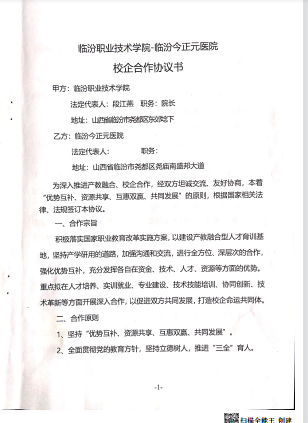 临汾职业技术学院-临汾今正元医院
校企合作协议书
甲方：临汾职业技术学院
法定代表人：段江燕 职务：院长
地址：山西省临汾市尧都区东郊墕下
乙方：临汾今正元医院
法定代表人： 职务：
地址：山西省临汾市尧都区尧庙南盛邦大道
为深入推进产教融合、校企合作，经双方坦诚交流、友好协商，本着
“优势互补、资源共享、互惠双赢、共同发展”的原则，根据国家相关法
律、法规签订本协议。
一、合作宗旨
积极落实国家职业教育改革实施方案，以建设产教融合型人才育训基
地，坚持产学研用的道路，加强沟通和交流，进行全方位、深层次的合作，
强化优势互补，充分发挥各自在资金、技术、人才、资源等方面的优势。
重点拟在人才培养、实训就业、专业建设、技术技能培训、协同创新、技
术革新等方面开展深入合作，以促进双方共同发展，打造校企命运共同体。
二、合作原则
1、坚持“优势互补、资源共享、互惠双赢、共同发展”。
2、全面贯彻党的教育方针，坚持立德树人，推进“三全”育人。
-1-
扫描全能王 创建